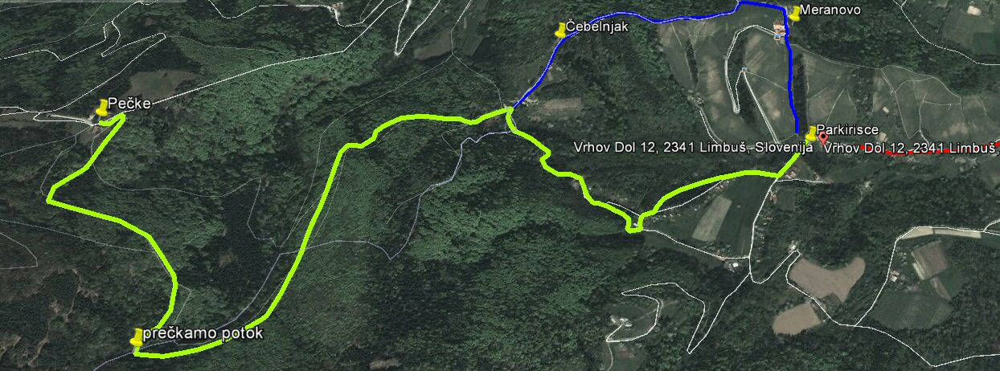 Meranovo
Čebelnjak
Pečke
Parkirisce
Vrhov Dol 12, 2341 Limbuš, Slovenija
Vrhov Dol 12, 2341 Limbuš,
prečkamo potok